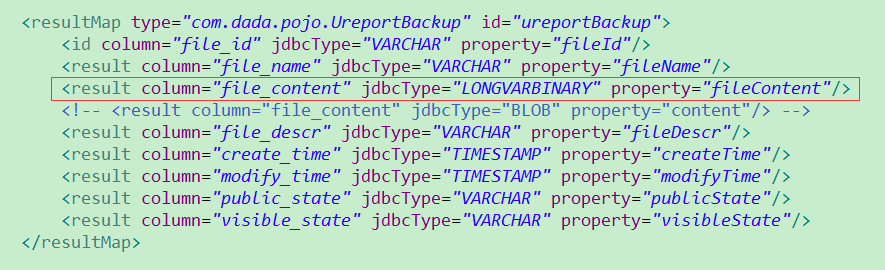 <resultMap type="com.dada.pojo.UreportBackup" id="ureportBackup">
<id column="file_id" jdbcType="VARCHAR" property="fileId"/>
<result column="file_name" jdbcType="VARCHAR" property="fileName"/>
<result column="file_content" jdbcType="LONGVARBINARY" property="fileContent"/>
<!-- <result column="file_content" jdbcType="BLOB" property="content"/> -->
<result column="file_descr" jdbcType="VARCHAR" property="fileDescr"/>
<result column="create_time" jdbcType="TIMESTAMP" property="createTime"/>
<result column="modify_time" jdbcType="TIMESTAMP" property="modifyTime"/>
<result column="public_state" jdbcType="VARCHAR" property="publicState"/>
<result column="visible_state" jdbcType="VARCHAR" property="visibleState"/>
</resultMap>